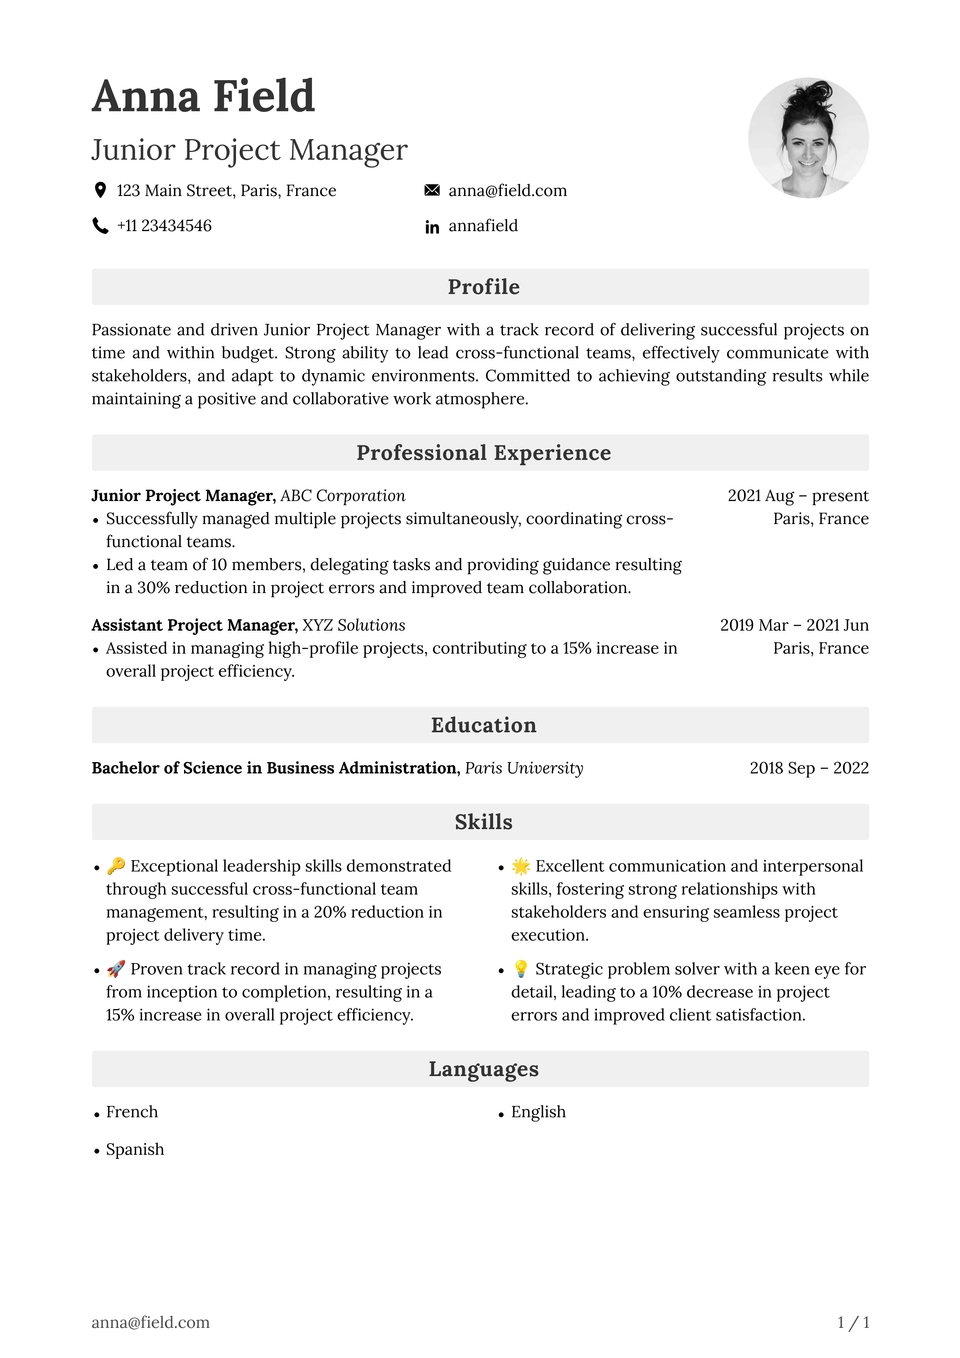 Anna Field
Junior Project Manager
123 Main Street, Paris, France
anna@field.com
+11 23434546
in annafield
Profile
Passionate and driven Junior Project Manager with a track record of delivering successful projects on
time and within budget. Strong ability to lead cross-functional teams, effectively communicate with
stakeholders, and adapt to dynamic environments. Committed to achieving outstanding results while
maintaining a positive and collaborative work atmosphere.
Professional Experience
Junior Project Manager, ABC Corporation
2021 Aug – present
• Successfully managed multiple projects simultaneously, coordinating cross-
Paris, France
functional teams.
• Led a team of 10 members, delegating tasks and providing guidance resulting
in a 30% reduction in project errors and improved team collaboration.
Assistant Project Manager, XYZ Solutions
2019 Mar – 2021 Jun
• Assisted in managing high-profile projects, contributing to a 15% increase in
Paris, France
overall project efficiency.
Education
Bachelor of Science in Business Administration, Paris University
2018 Sep – 2022
Skills
• 🔑 Exceptional leadership skills demonstrated
through successful cross-functional team
management, resulting in a 20% reduction in
project delivery time.
• 🌟 Excellent communication and interpersonal
skills, fostering strong relationships with
stakeholders and ensuring seamless project
execution.
• 🚀 Proven track record in managing projects
from inception to completion, resulting in a
15% increase in overall project efficiency.
• 💡 Strategic problem solver with a keen eye for
detail, leading to a 10% decrease in project
errors and improved client satisfaction.
Languages
• French
• English
• Spanish
anna@field.com
1 / 1